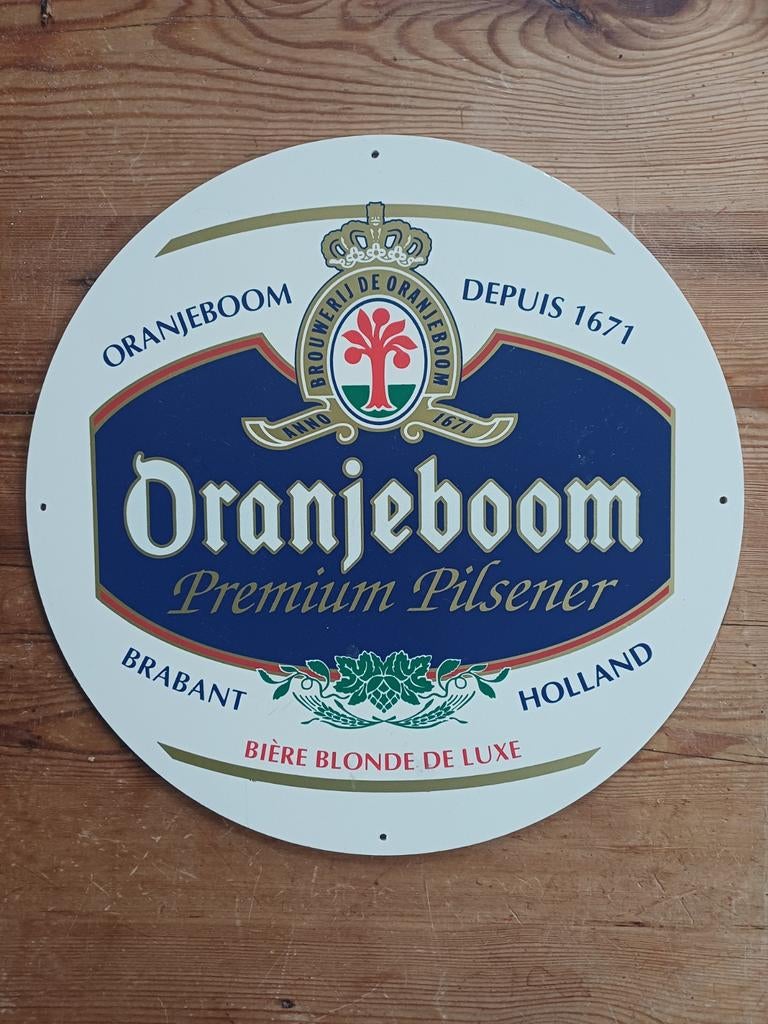 ORANJEBOOM DEPUIS 1671
BROUWERIJ DE ORANJEBOOM
ANNO 1671
Oranjeboom
Premium Pilsener
BRABANT HOLLAND
BIÈRE BLONDE DE LUXE